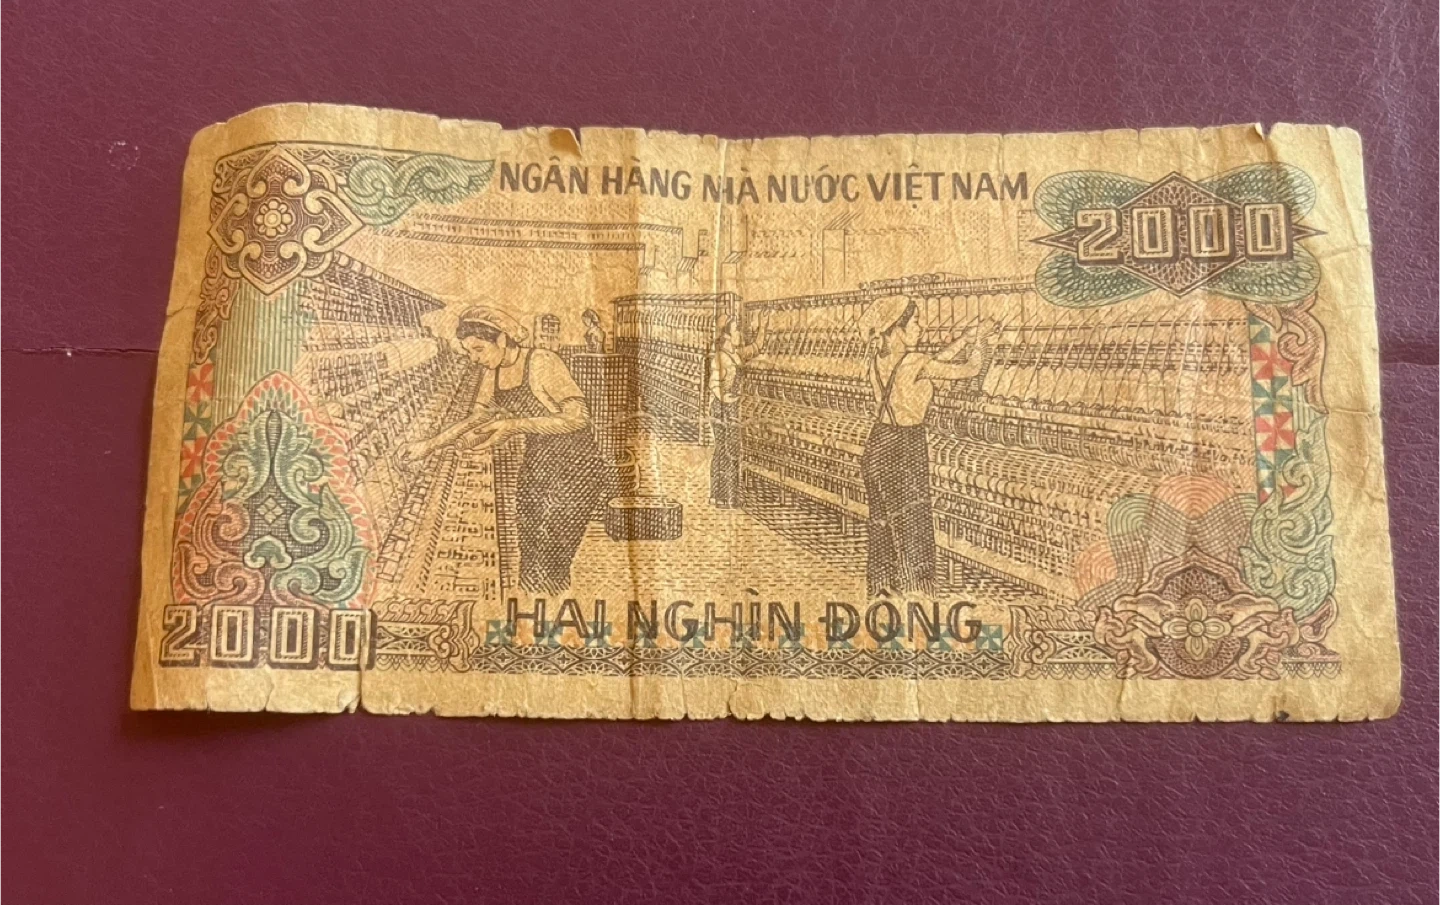 NGÂN HÀNG NHÀ NƯỚC VIỆT NAM
2000
2000
HAI NGHÌN ĐỒNG